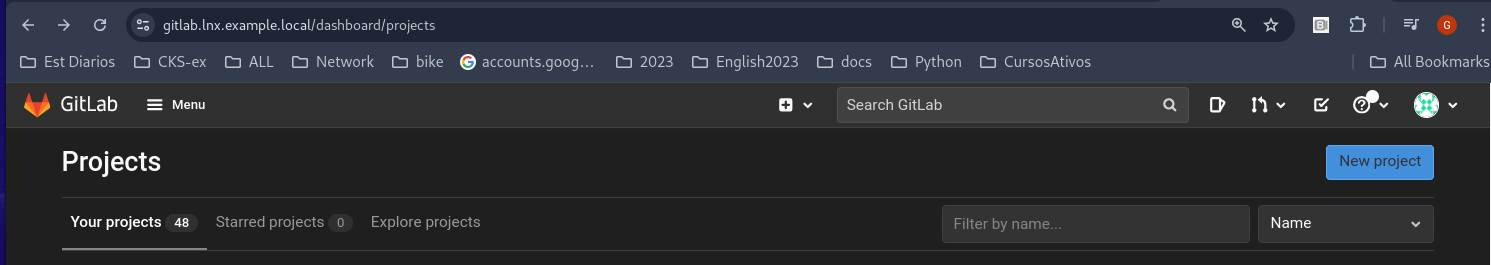 gitlab.lnx.example.local/dashboard/projects G
Est Diarios CKS-ex ALL Network bike accounts.goog... 2023 English2023 docs Python CursosAtivos All Bookmarks
GitLab Menu Search GitLab
Projects New project
Your projects 48 Starred projects 0 Explore projects Filter by name... Name